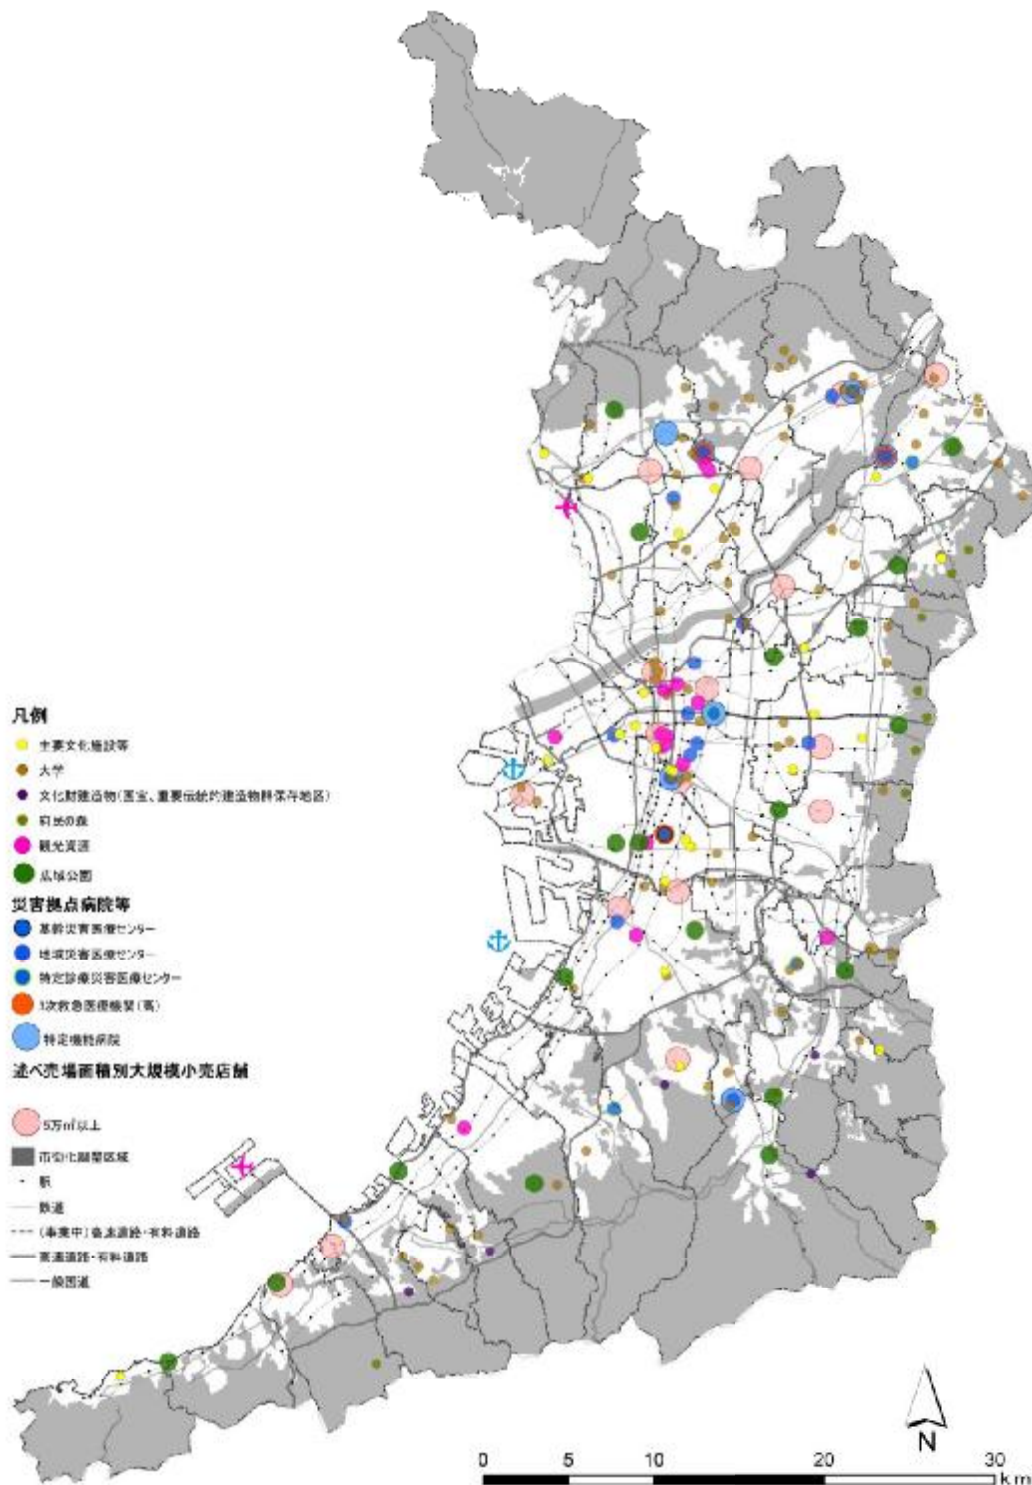 凡例
主要文化施設等
大学
文化財建造物(国宝、重要伝統的建造物群保存地区)
府民の森
観光資源
広域公園
災害拠点病院等
基幹災害医療センター
地域災害医療センター
特定診療災害医療センター
3次救急医療機関(高)
特定機能病院
述べ売場面積別大規模小売店舗
5万㎡以上
市街化調整区域
駅
鉄道
(事業中)高速道路・有料道路
高速道路・有料道路
一般国道
N
0 5 10 20 30
km